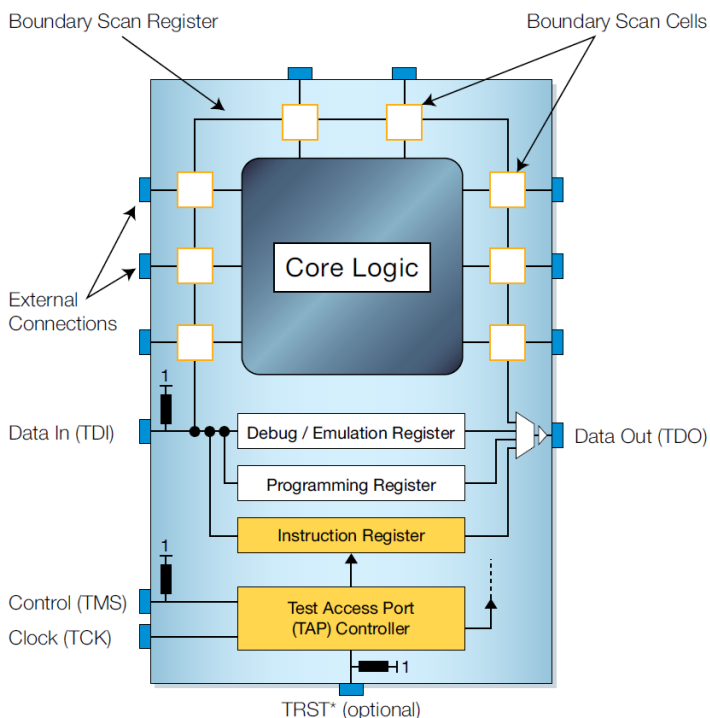 Boundary Scan Register
Boundary Scan Cells
Core Logic
External
Connections
1
Data In (TDI)
Debug / Emulation Register
Data Out (TDO)
Programming Register
Instruction Register
1
Control (TMS)
Clock (TCK)
Test Access Port
(TAP) Controller
1
TRST* (optional)